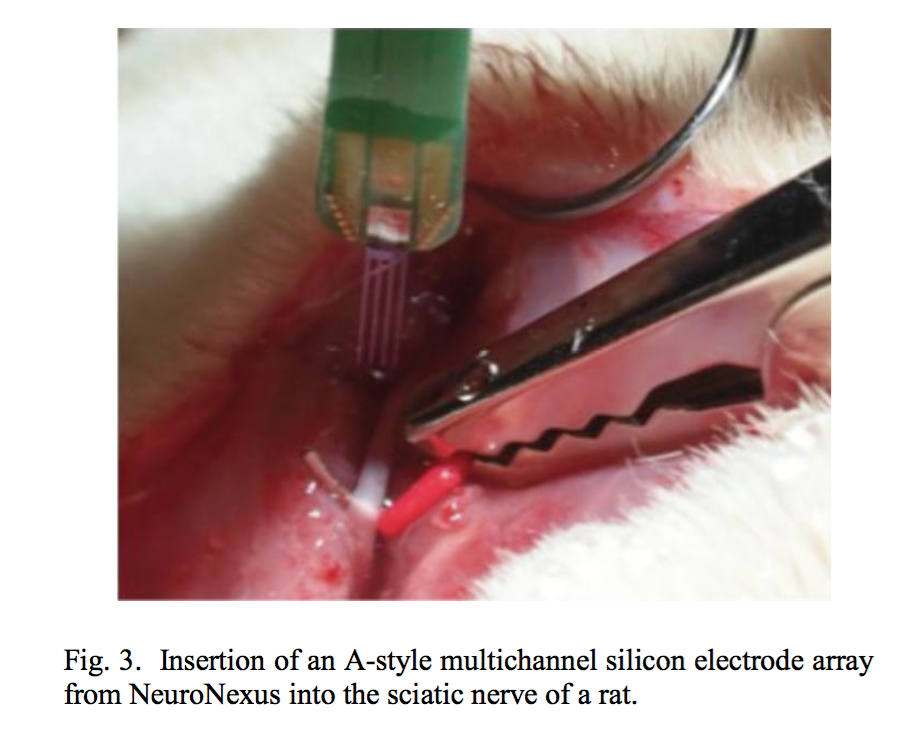 Fig. 3.  Insertion of an A-style multichannel silicon electrode array
from NeuroNexus into the sciatic nerve of a rat.